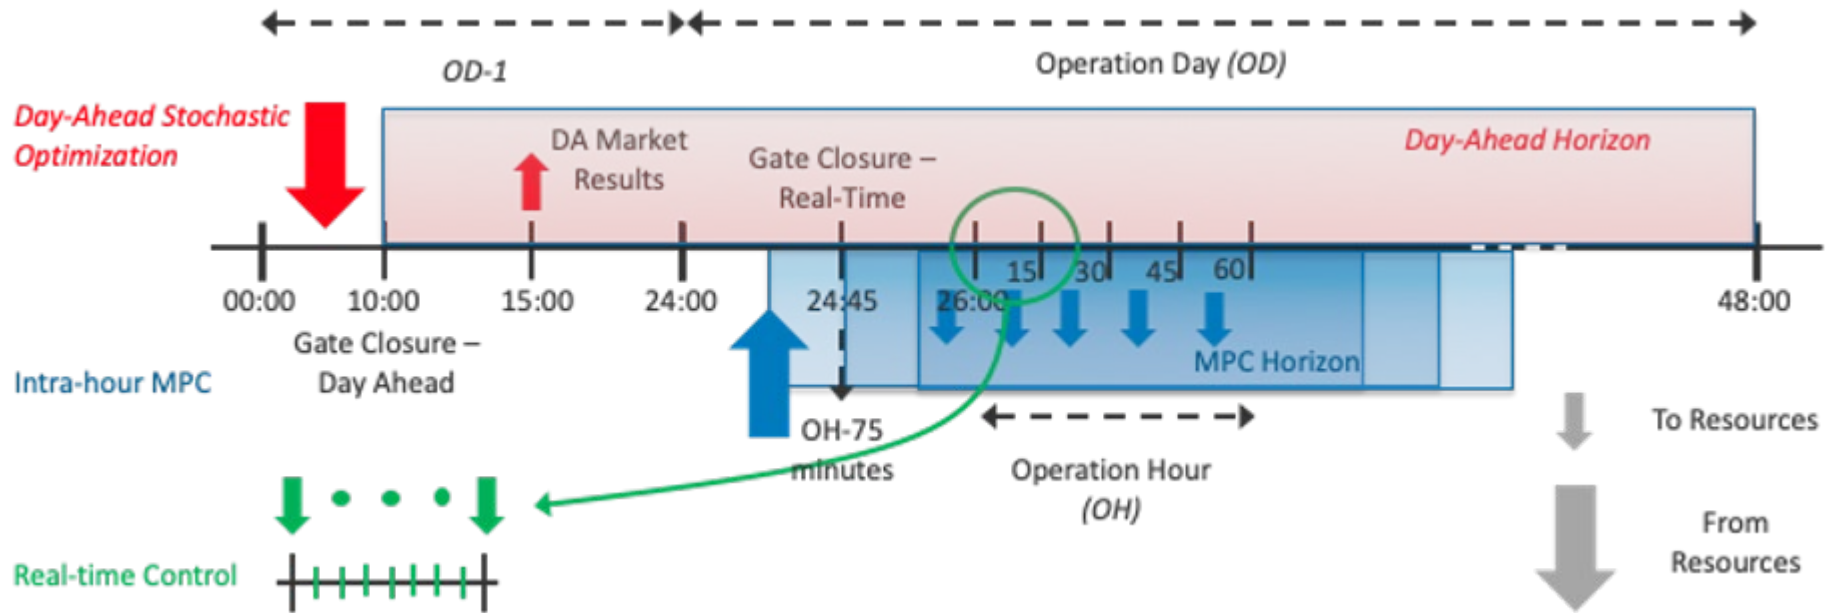 OD-1
Operation Day (OD)
Day-Ahead Stochastic
Optimization
DA Market
Results
Gate Closure –
Real-Time
Day-Ahead Horizon
15
30
45
60
00:00
10:00
15:00
24:00
24:45
26:00
48:00
Gate Closure –
Day Ahead
MPC Horizon
Intra-hour MPC
OH-75
minutes
Operation Hour
(OH)
To Resources
From
Resources
Real-time Control